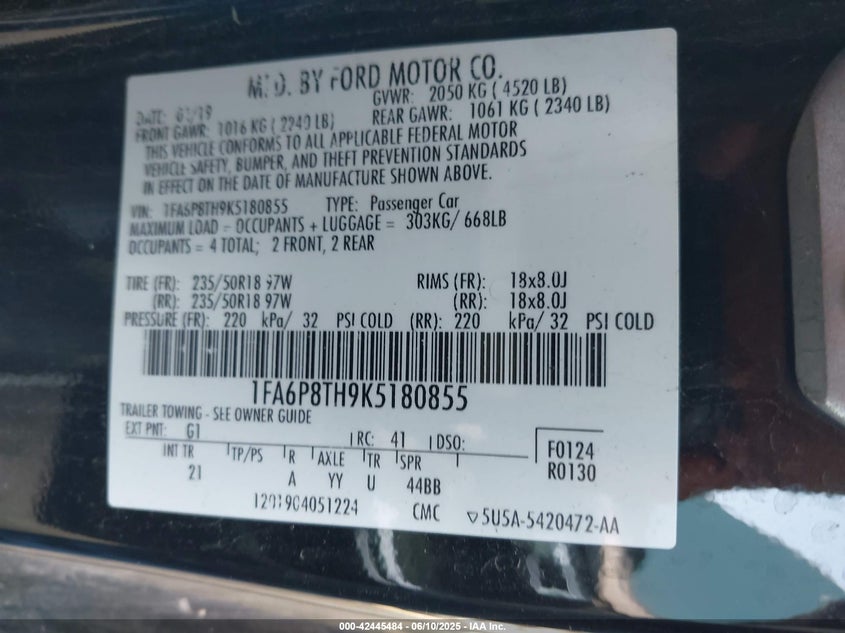 MFD. BY FORD MOTOR CO.
DATE: 01/19 GVWR: 2050 KG ( 4520 LB)
FRONT GAWR: 1016 KG ( 2240 LB) REAR GAWR: 1061 KG ( 2340 LB)
THIS VEHICLE CONFORMS TO ALL APPLICABLE FEDERAL MOTOR
VEHICLE SAFETY, BUMPER, AND THEFT PREVENTION STANDARDS
IN EFFECT ON THE DATE OF MANUFACTURE SHOWN ABOVE.
VIN: 1FA6P8TH9K5180855 TYPE: Passenger Car
MAXIMUM LOAD = OCCUPANTS + LUGGAGE = 303KG/ 668LB
OCCUPANTS = 4 TOTAL; 2 FRONT, 2 REAR
TIRE (FR): 235/50R18 97W RIMS (FR): 18x8.0J
(RR): 235/50R18 97W (RR): 18x8.0J
PRESSURE (FR): 220 kPa/ 32 PSI COLD (RR): 220 kPa/ 32 PSI COLD
1FA6P8TH9K5180855
TRAILER TOWING - SEE OWNER GUIDE
EXT PNT: G1 RC: 41 DSO: F0124
INT TR TP/PS R AXLE TR SPR R0130
21 A YY U 44BB
1201904051224 CMC ▽5U5A-5420472-AA
000-42445484 - 06/10/2025 - IAA Inc.